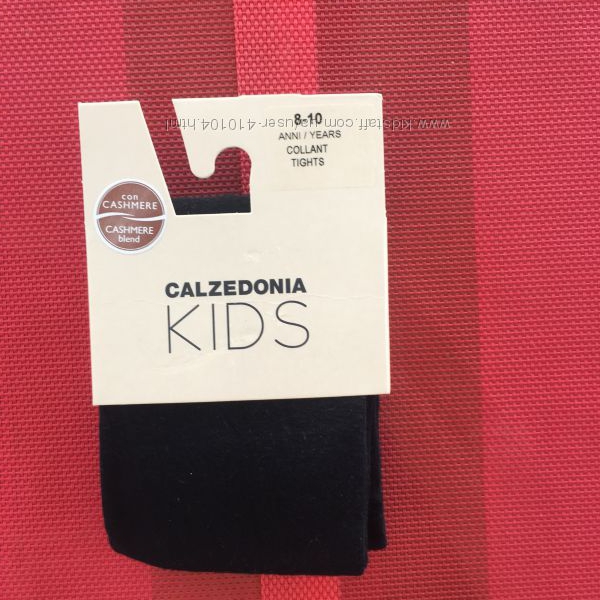 8-10
ANNI / YEARS
COLLANT
TIGHTS
con
CASHMERE
CASHMERE
blend
CALZEDONIA
KIDS
www.kidstaff.com.ua/user-410104.html